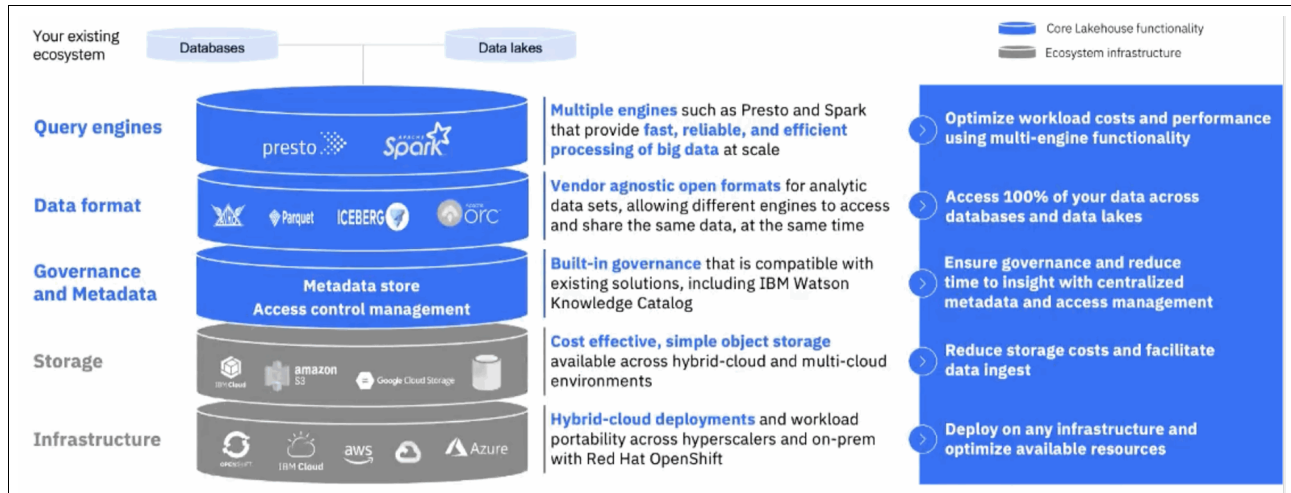 Your existing
ecosystem
Databases
Data lakes
Core Lakehouse functionality
Ecosystem infrastructure
Query engines
presto
APACHE
Spark
Multiple engines such as Presto and Spark
that provide fast, reliable, and efficient
processing of big data at scale
Optimize workload costs and performance
using multi-engine functionality
Data format
Parquet
ICEBERG
APACHE
orc
Vendor agnostic open formats for analytic
data sets, allowing different engines to access
and share the same data, at the same time
Access 100% of your data across
databases and data lakes
Governance
and Metadata
Metadata store
Access control management
Built-in governance that is compatible with
existing solutions, including IBM Watson
Knowledge Catalog
Ensure governance and reduce
time to insight with centralized
metadata and access management
Storage
IBM Cloud
amazon
S3
Google Cloud Storage
Cost effective, simple object storage
available across hybrid-cloud and multi-cloud
environments
Reduce storage costs and facilitate
data ingest
Infrastructure
OPENSHIFT
IBM Cloud
aws
Azure
Hybrid-cloud deployments and workload
portability across hyperscalers and on-prem
with Red Hat OpenShift
Deploy on any infrastructure and
optimize available resources